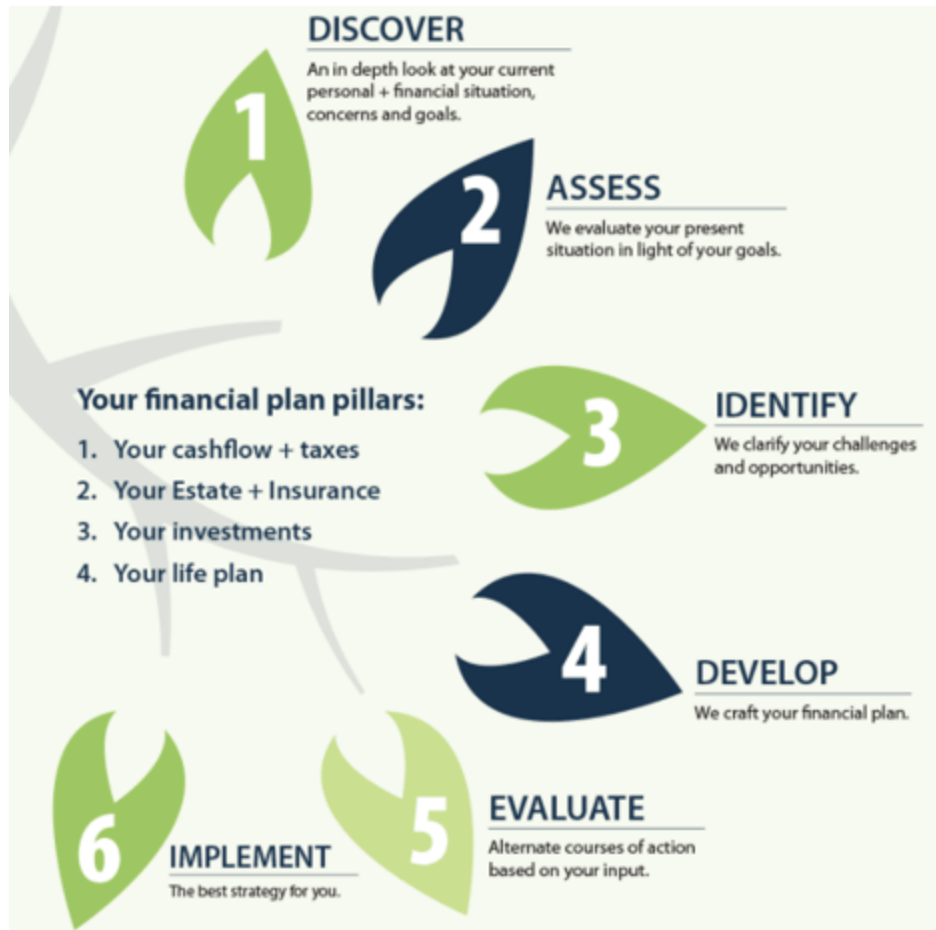 DISCOVER
An in depth look at your current
personal + financial situation,
concerns and goals.
1
2
ASSESS
We evaluate your present
situation in light of your goals.
Your financial plan pillars:
1. Your cashflow + taxes
2. Your Estate + Insurance
3. Your investments
4. Your life plan
3
IDENTIFY
We clarify your challenges
and opportunities.
4
DEVELOP
We craft your financial plan.
5
EVALUATE
Alternate courses of action
based on your input.
6
IMPLEMENT
The best strategy for you.